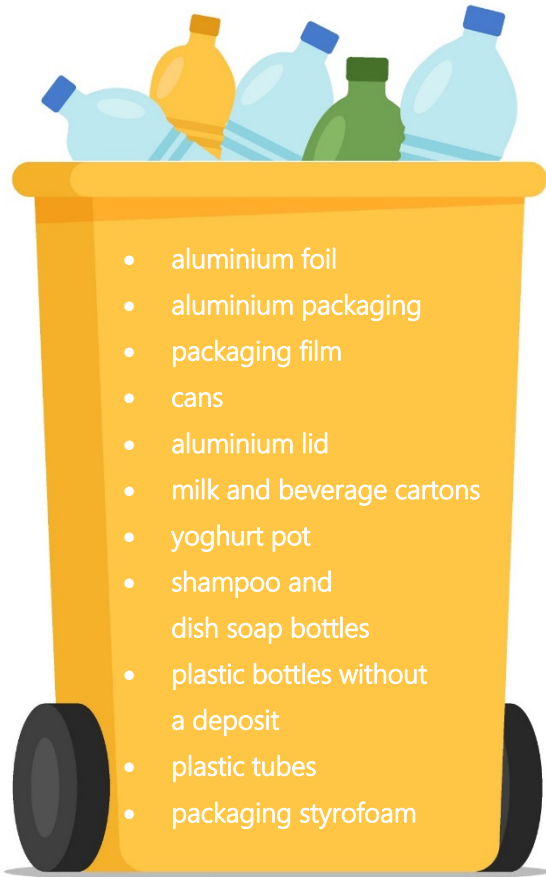 • aluminium foil
• aluminium packaging
• packaging film
• cans
• aluminium lid
• milk and beverage cartons
• yoghurt pot
• shampoo and
dish soap bottles
• plastic bottles without
a deposit
• plastic tubes
• packaging styrofoam